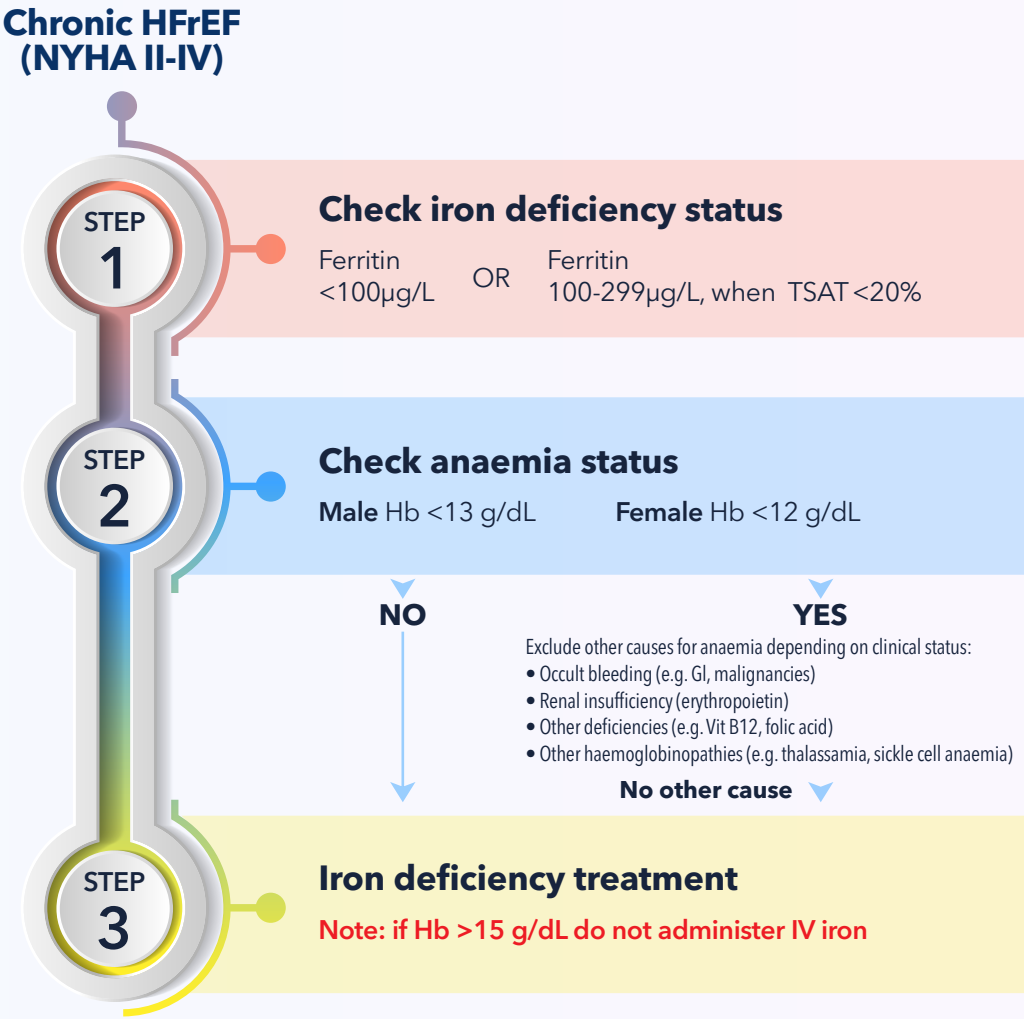 Chronic HFrEF
(NYHA II-IV)
STEP
1
Check iron deficiency status
Ferritin
<100µg/L
OR
Ferritin
100-299µg/L, when TSAT <20%
STEP
2
Check anaemia status
Male Hb <13 g/dL
Female Hb <12 g/dL
NO
YES
Exclude other causes for anaemia depending on clinical status:
• Occult bleeding (e.g. GI, malignancies)
• Renal insufficiency (erythropoietin)
• Other deficiencies (e.g. Vit B12, folic acid)
• Other haemoglobinopathies (e.g. thalassamia, sickle cell anaemia)
No other cause
STEP
3
Iron deficiency treatment
Note: if Hb >15 g/dL do not administer IV iron